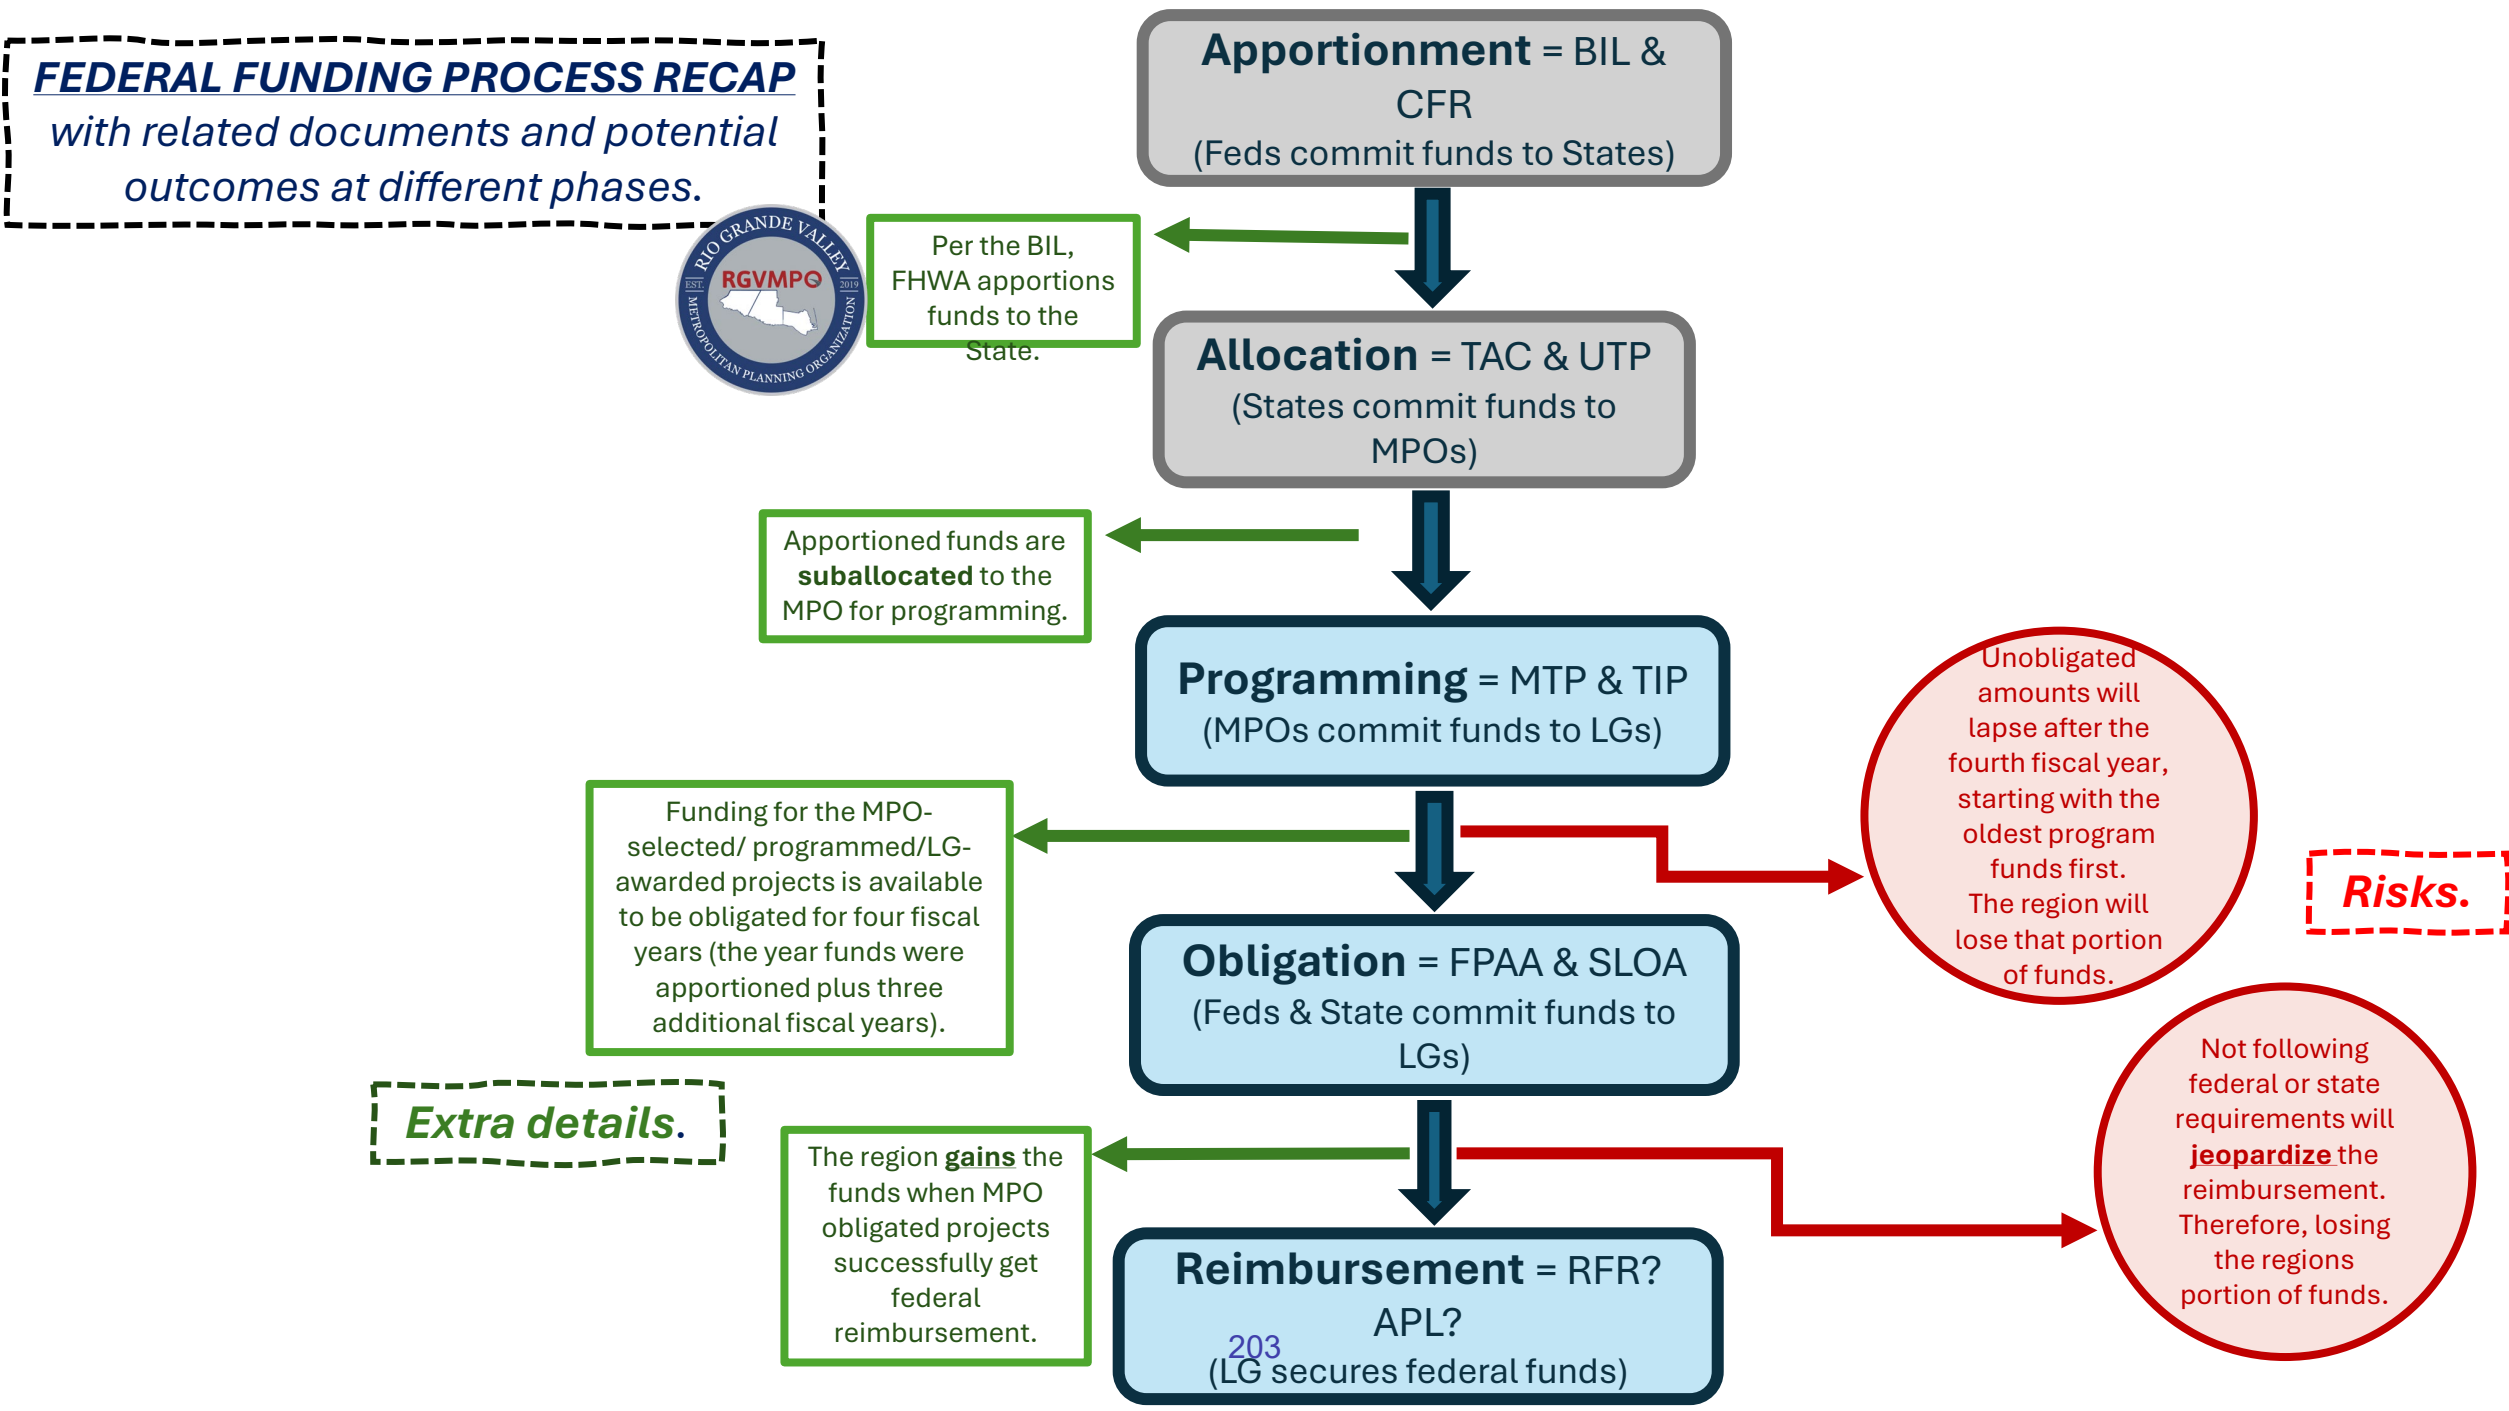 FEDERAL FUNDING PROCESS RECAP
with related documents and potential
outcomes at different phases.
RIO GRANDE VALLEY
EST.
RGVMPO
2019
METROPOLITAN PLANNING ORGANIZATION
Apportionment = BIL &
CFR
(Feds commit funds to States)
Per the BIL,
FHWA apportions
funds to the
State.
Allocation = TAC & UTP
(States commit funds to
MPOs)
Apportioned funds are
suballocated to the
MPO for programming.
Programming = MTP & TIP
(MPOs commit funds to LGs)
Funding for the MPO-
selected/ programmed/LG-
awarded projects is available
to be obligated for four fiscal
years (the year funds were
apportioned plus three
additional fiscal years).
Unobligated
amounts will
lapse after the
fourth fiscal year,
starting with the
oldest program
funds first.
The region will
lose that portion
of funds.
Risks.
Obligation = FPAA & SLOA
(Feds & State commit funds to
LGs)
Extra details.
The region gains the
funds when MPO
obligated projects
successfully get
federal
reimbursement.
Not following
federal or state
requirements will
jeopardize the
reimbursement.
Therefore, losing
the regions
portion of funds.
Reimbursement = RFR?
APL?
(LG secures federal funds)
203